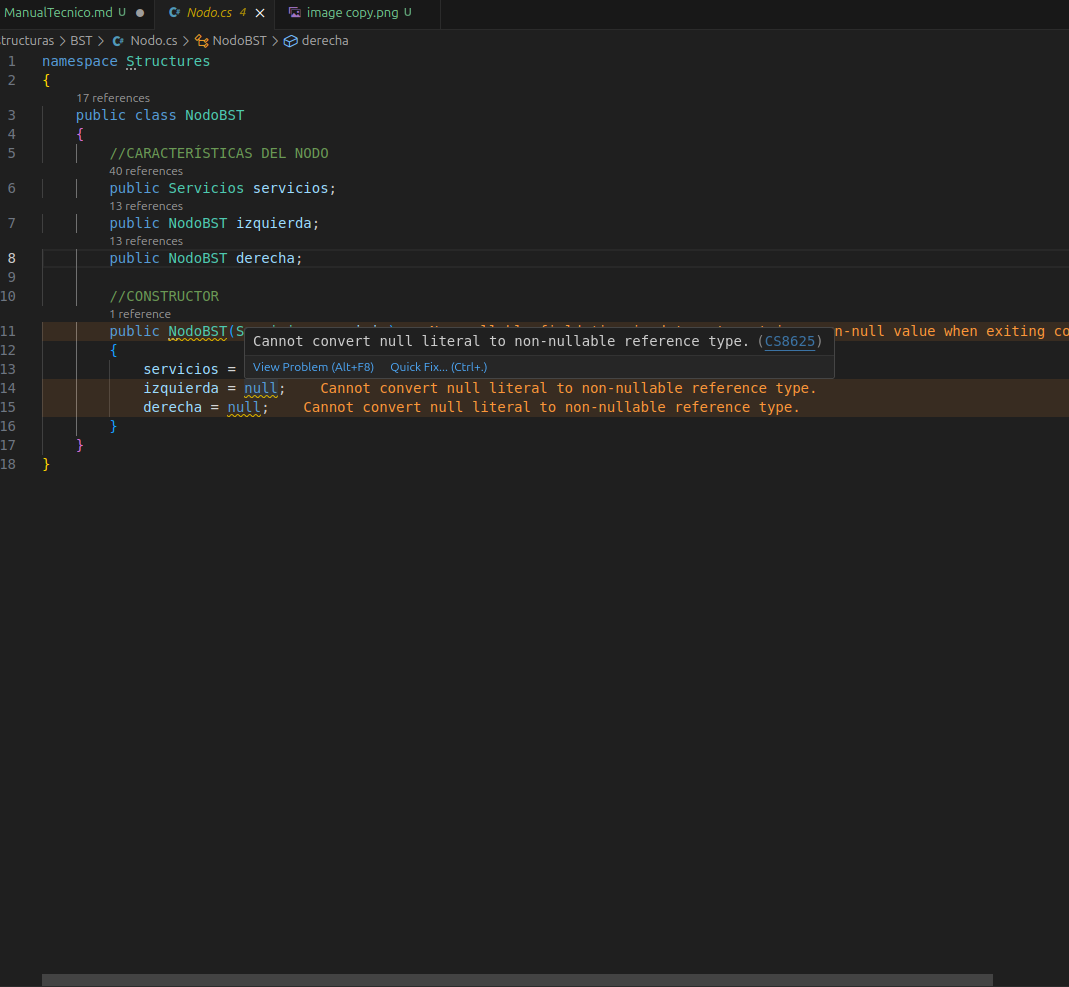 ManualTecnico.md U ● C# Nodo.cs 4 × image copy.png U
tructuras > BST > C# Nodo.cs > NodoBST > derecha
1 namespace Structures
2 {
17 references
3 public class NodoBST
4 {
5 //CARACTERÍSTICAS DEL NODO
40 references
6 public Servicios servicios;
13 references
7 public NodoBST izquierda;
13 references
8 public NodoBST derecha;
9
10 //CONSTRUCTOR
1 reference
11 public NodoBST(S n-null value when exiting co
Cannot convert null literal to non-nullable reference type. (CS8625)
12 {
View Problem (Alt+F8) Quick Fix... (Ctrl+.)
13 servicios =
14 izquierda = null; Cannot convert null literal to non-nullable reference type.
15 derecha = null; Cannot convert null literal to non-nullable reference type.
16 }
17 }
18 }